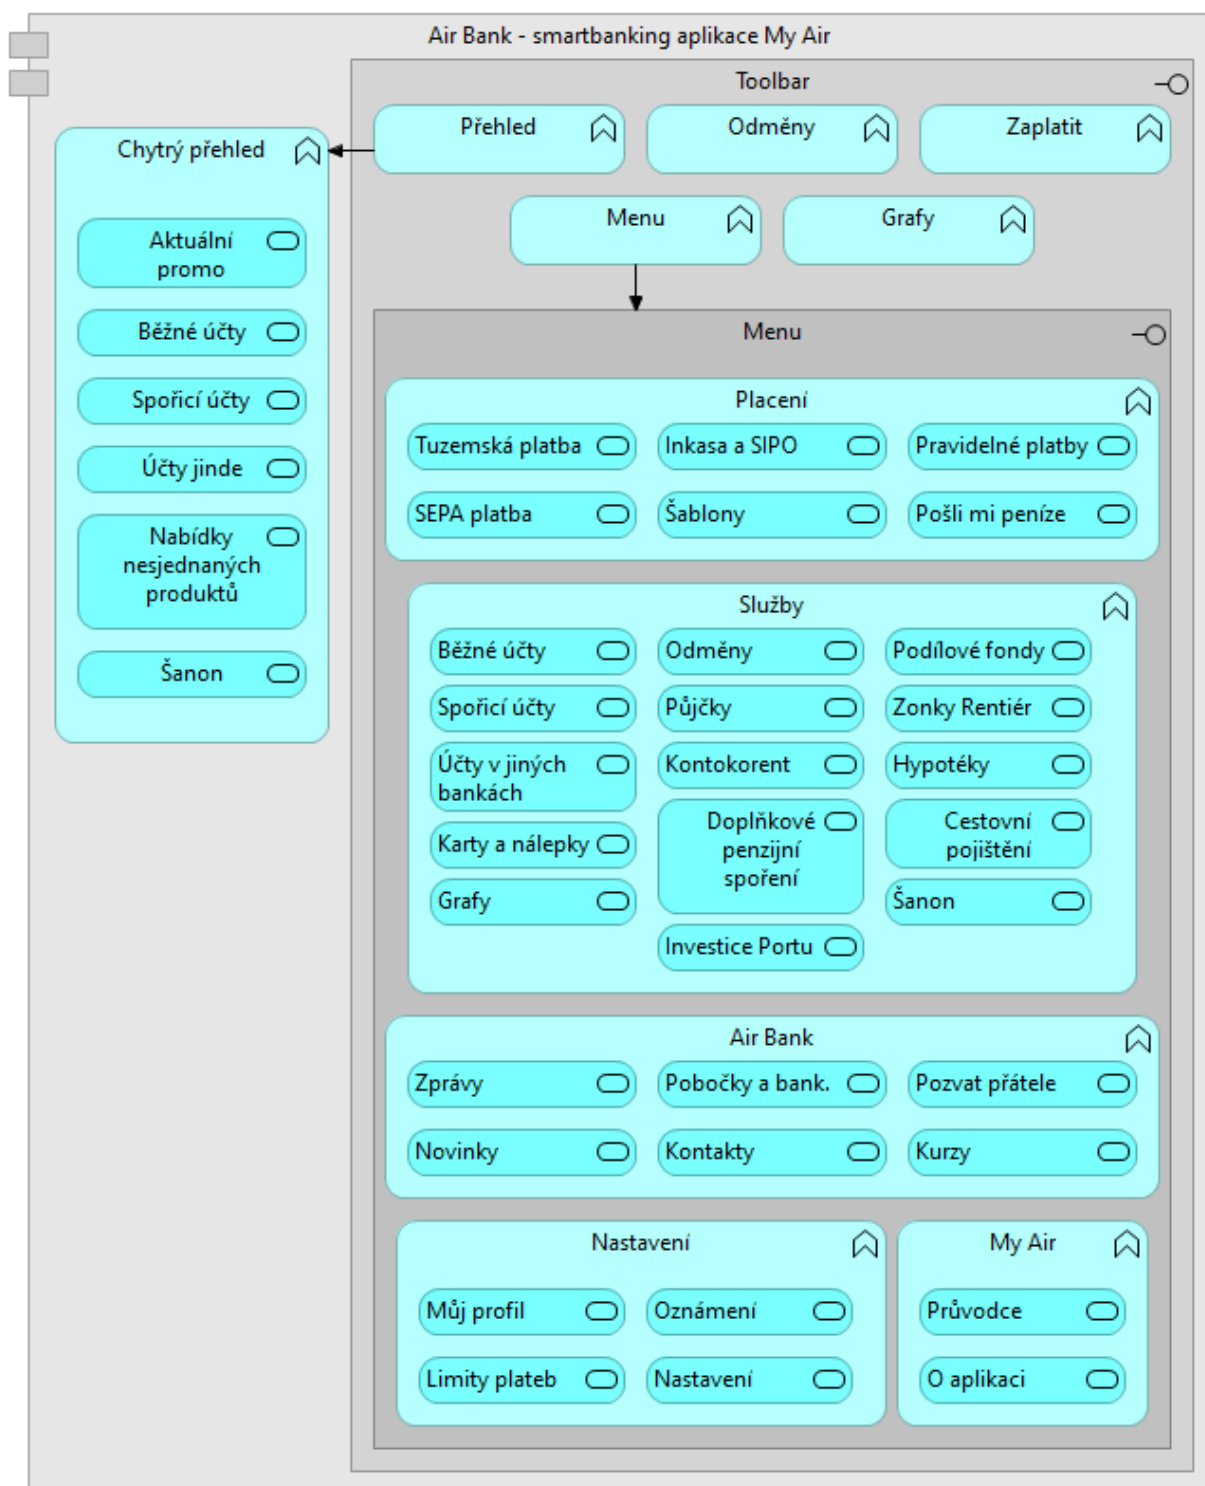 Air Bank - smartbanking aplikace My Air
Toolbar
Přehled
Odměny
Zaplatit
Menu
Grafy
Chytrý přehled
Aktuální
promo
Běžné účty
Spořicí účty
Účty jinde
Nabídky
nesjednaných
produktů
Šanon
Menu
Placení
Tuzemská platba
Inkasa a SIPO
Pravidelné platby
SEPA platba
Šablony
Pošli mi peníze
Služby
Běžné účty
Odměny
Podílové fondy
Spořicí účty
Půjčky
Zonky Rentiér
Účty v jiných
bankách
Kontokorent
Hypotéky
Karty a nálepky
Doplňkové
penzijní
spoření
Cestovní
pojištění
Grafy
Šanon
Investice Portu
Air Bank
Zprávy
Pobočky a bank.
Pozvat přátele
Novinky
Kontakty
Kurzy
Nastavení
Můj profil
Oznámení
Limity plateb
Nastavení
My Air
Průvodce
O aplikaci